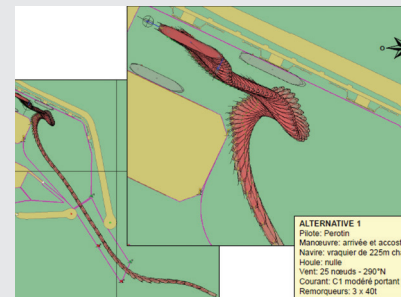 ALTERNATIVE 1
Pilote: Perotin
Manœuvre: arrivée et accost
Navire: vraquier de 225m ch
Houle: nulle
Vent: 25 nœuds - 290°N
Courant: C1 modéré portant
Remorqueurs: 3 x 40t